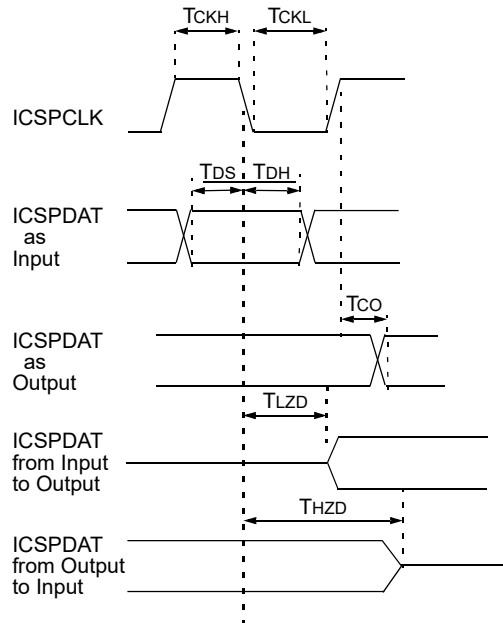 TCKH
TCKL
ICSPCLK
TDS
TDH
ICSPDAT
as
Input
TCO
ICSPDAT
as
Output
TLZD
ICSPDAT
from Input
to Output
THZD
ICSPDAT
from Output
to Input